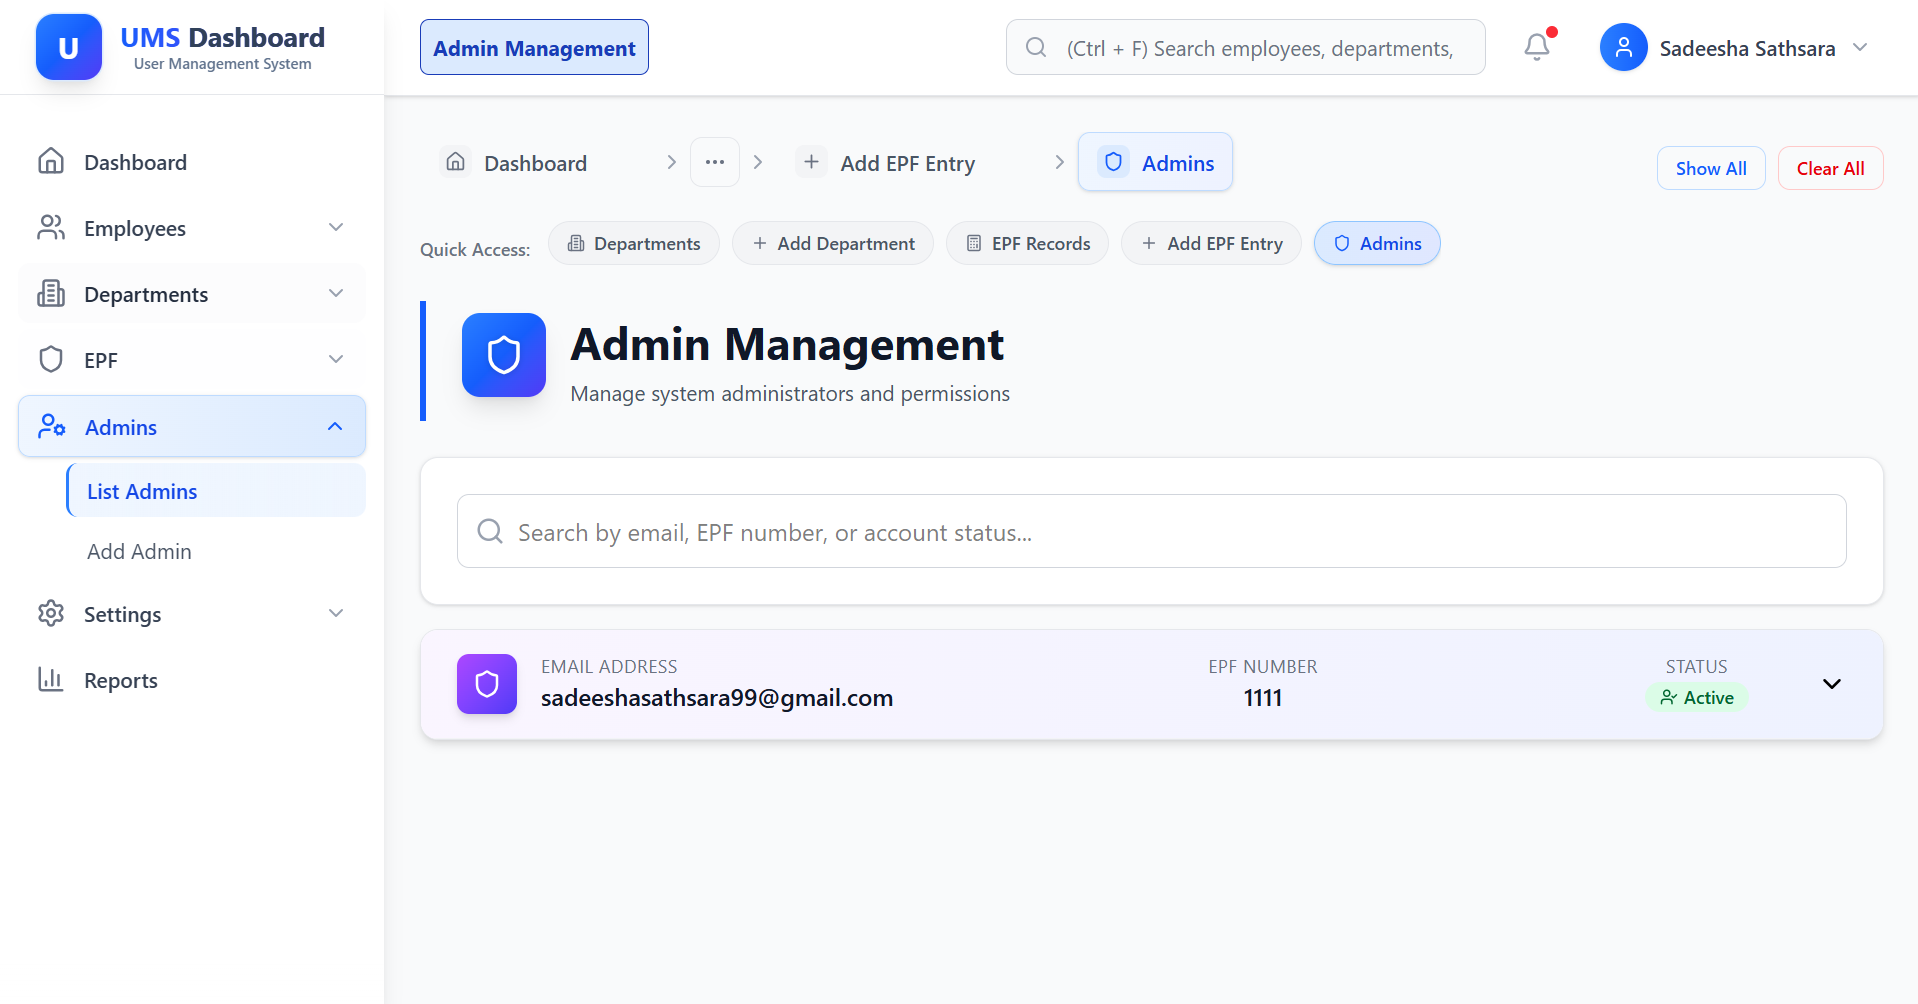 U
UMS Dashboard
User Management System
Admin Management
(Ctrl + F) Search employees, departments,
Sadeesha Sathsara
Dashboard
Employees
Departments
EPF
Admins
List Admins
Add Admin
Settings
Reports
Dashboard
Add EPF Entry
Admins
Show All
Clear All
Quick Access:
Departments
Add Department
EPF Records
Add EPF Entry
Admins
Admin Management
Manage system administrators and permissions
Search by email, EPF number, or account status...
EMAIL ADDRESS
sadeeshasathsara99@gmail.com
EPF NUMBER
1111
STATUS
Active